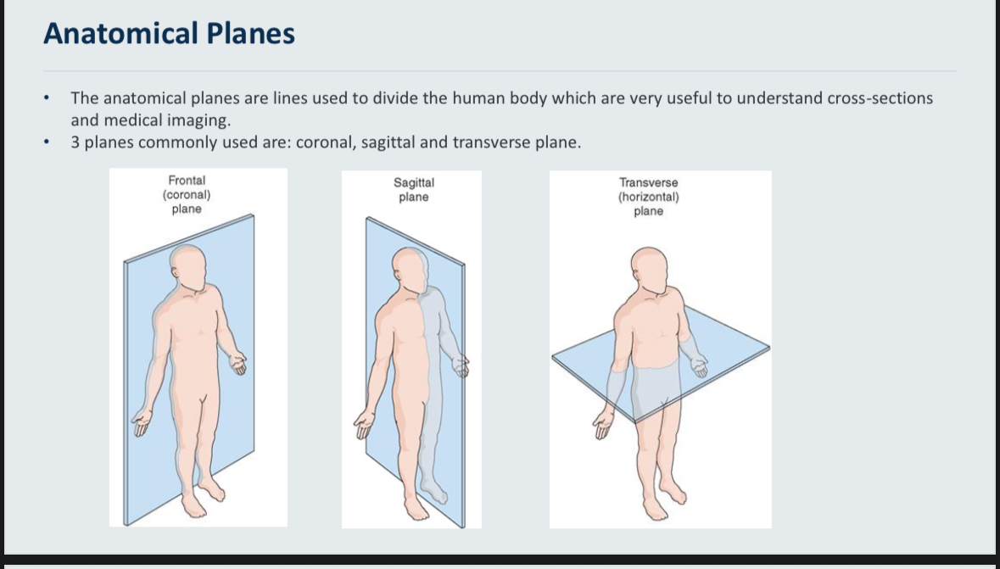 Anatomical Planes
• The anatomical planes are lines used to divide the human body which are very useful to understand cross-sections
and medical imaging.
• 3 planes commonly used are: coronal, sagittal and transverse plane.
Frontal
(coronal)
plane
Sagittal
plane
Transverse
(horizontal)
plane